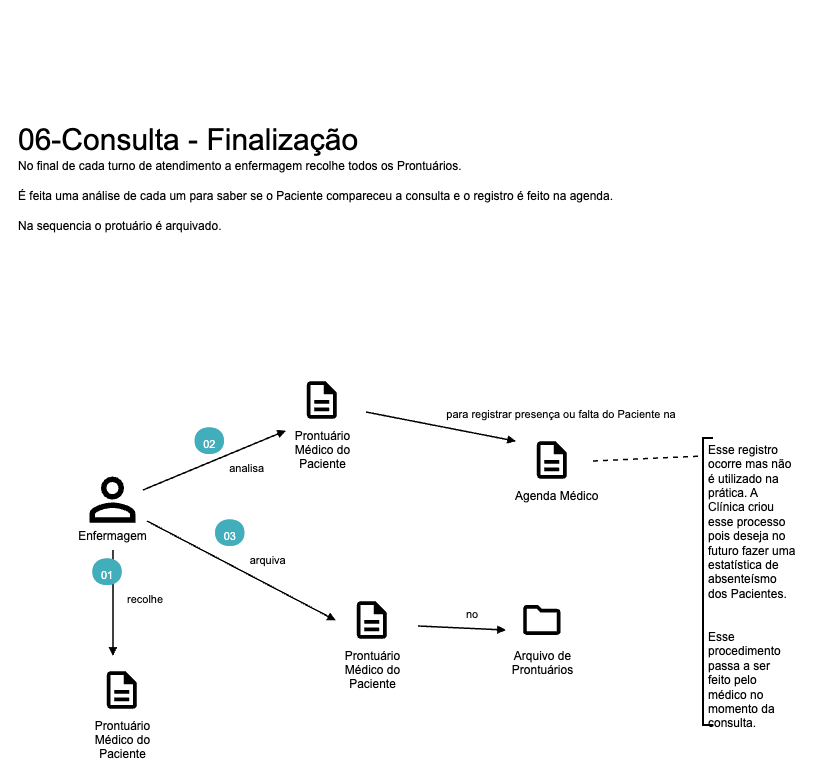 06-Consulta - Finalização
No final de cada turno de atendimento a enfermagem recolhe todos os Prontuários.
É feita uma análise de cada um para saber se o Paciente compareceu a consulta e o registro é feito na agenda.
Na sequencia o protuário é arquivado.
para registrar presença ou falta do Paciente na
02
analisa
Prontuário
Médico do
Paciente
Agenda Médico
Esse registro
ocorre mas não
é utilizado na
prática. A
Clínica criou
esse processo
pois deseja no
futuro fazer uma
estatística de
absenteísmo
dos Pacientes.
Esse
procedimento
passa a ser
feito pelo
médico no
momento da
consulta.
Enfermagem
03
arquiva
01
recolhe
no
Prontuário
Médico do
Paciente
Arquivo de
Prontuários
Prontuário
Médico do
Paciente